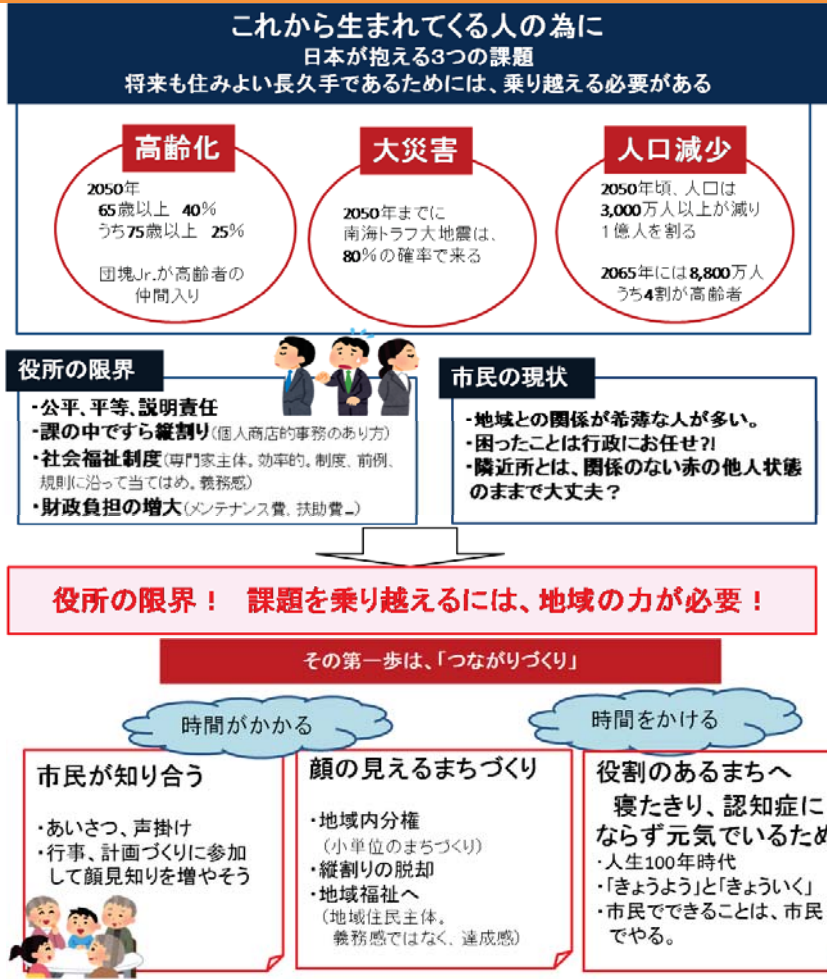 これから生まれてくる人の為に
日本が抱える3つの課題
将来も住みよい長久手であるためには、乗り越える必要がある
高齢化
2050年
65歳以上 40%
うち75歳以上 25%
団塊Jr.が高齢者の
仲間入り
大災害
2050年までに
南海トラフ大地震は、
80%の確率で来る
人口減少
2050年頃、人口は
3,000万人以上が減り
1億人を割る
2065年には8,800万人
うち4割が高齢者
役所の限界
・公平、平等、説明責任
・課の中ですら縦割り(個人商店的事務のあり方)
・社会福祉制度(専門家主体。効率的。制度、前例、
規則に沿って当てはめ。義務感)
・財政負担の増大(メンテナンス費、扶助費…)
市民の現状
・地域との関係が希薄な人が多い。
・困ったことは行政にお任せ?!
・隣近所とは、関係のない赤の他人状態
のままで大丈夫?
役所の限界! 課題を乗り越えるには、地域の力が必要!
その第一歩は、「つながりづくり」
時間がかかる
時間をかける
市民が知り合う
・あいさつ、声掛け
・行事、計画づくりに参加
して顔見知りを増やそう
顔の見えるまちづくり
・地域内分権
(小単位のまちづくり)
・縦割りの脱却
・地域福祉へ
(地域住民主体。
義務感ではなく、達成感)
役割のあるまちへ
寝たきり、認知症に
ならず元気でいるため
・人生100年時代
・「きょうよう」と「きょういく」
・市民でできることは、市民
でやる。